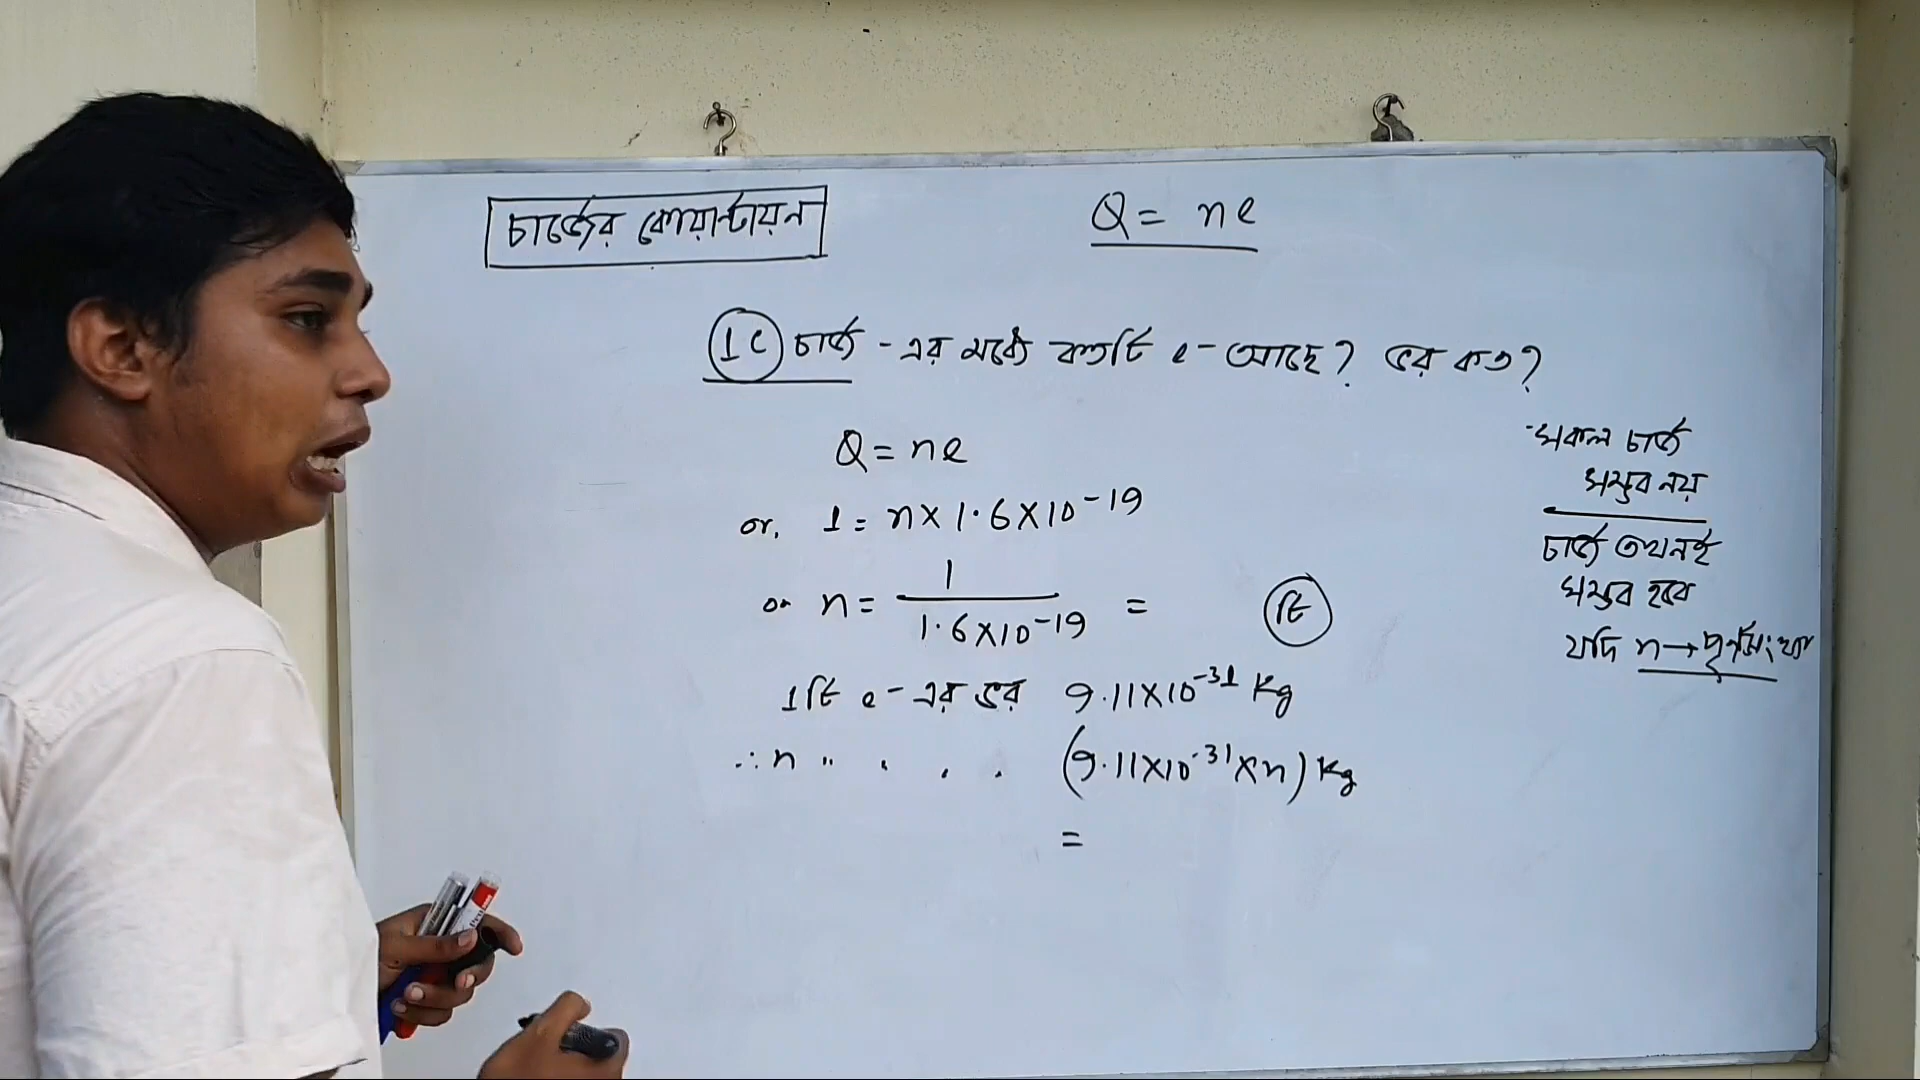 চার্জের কোয়ান্টায়ন
Q = ne
1C চার্জ - এর মধ্যে কতটি e- আছে? ভর কত?
Q = ne
or, 1 = n × 1.6 × 10⁻¹⁹
or n = 1 / 1.6 × 10⁻¹⁹ = টি
1 টি e - এর ভর 9.11 × 10⁻³¹ Kg
∴ n " " " " (9.11 × 10⁻³¹ × n) Kg
=
সকল চার্জ
সম্ভব নয়
চার্জ তখনই
সম্ভব হবে
যদি n → পূর্ণসংখ্যা